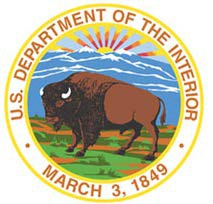 U.S. DEPARTMENT OF THE INTERIOR
MARCH 3, 1849